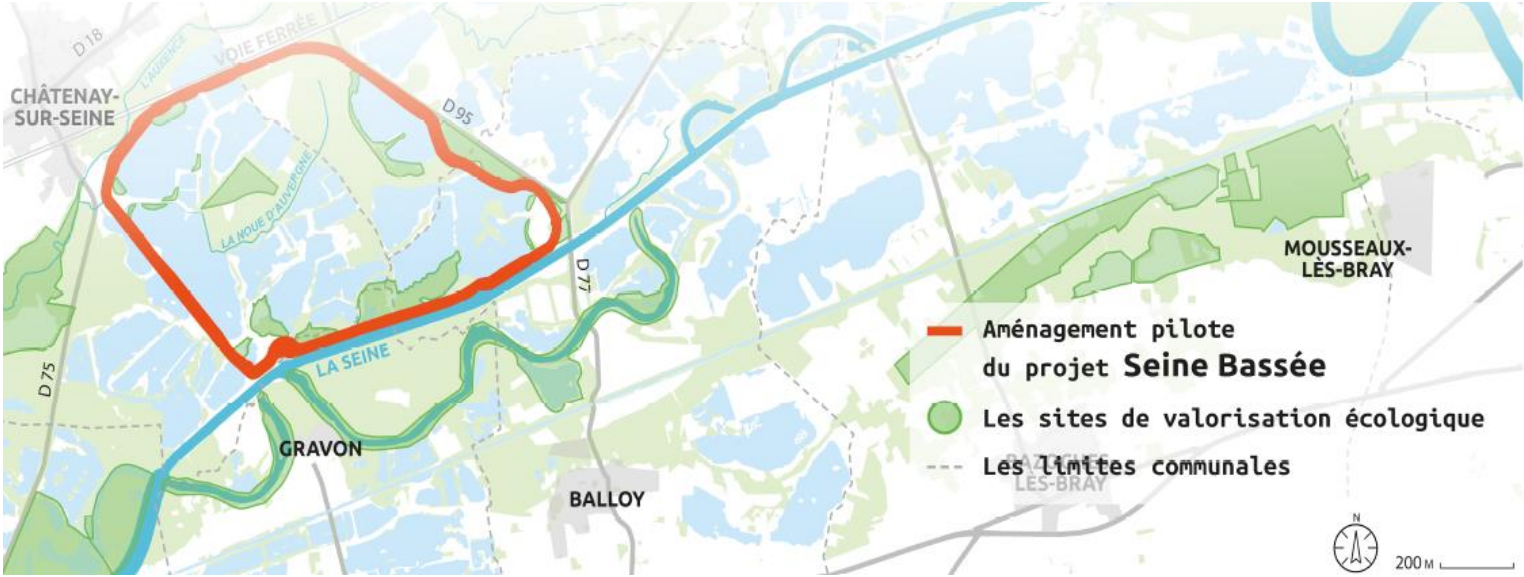 D 18
L'AUXENCE
VOIE FERRÉE
CHÂTENAY-
SUR-SEINE
D 95
LA NOUE D'AUVERGNE
D 75
LA SEINE
D 77
GRAVON
BALLOY
MOUSSEAUX-
LÈS-BRAY
Aménagement pilote
du projet Seine Bassée
Les sites de valorisation écologique
Les limites communales
BAZOCHES-
LÈS-BRAY
N
200 M